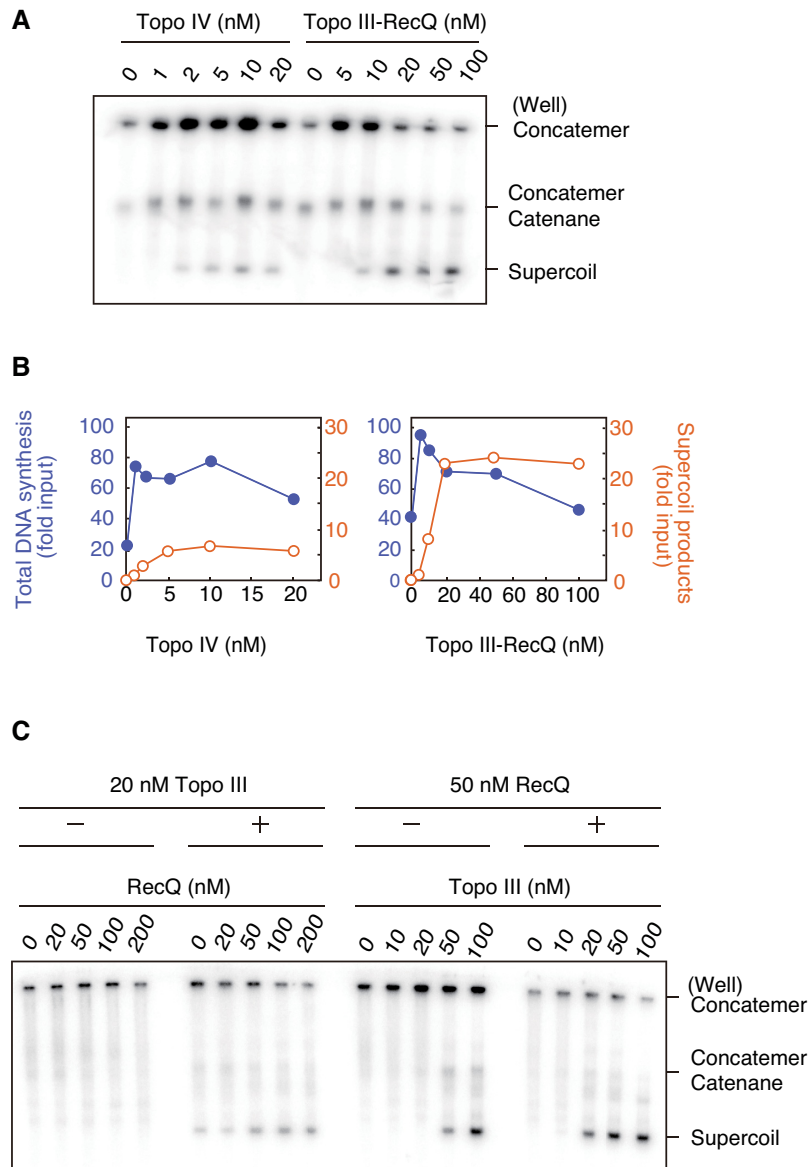 A
Topo IV (nM)
Topo III-RecQ (nM)
0 1 2 5 10 20 0 5 10 20 50 100
(Well)
Concatemer
Concatemer
Catenane
Supercoil
B
Total DNA synthesis
(fold input)
100
80
60
40
20
0
30
20
10
0
0 5 10 15 20
Topo IV (nM)
100
80
60
40
20
0
30
20
10
0
0 20 40 60 80 100
Topo III-RecQ (nM)
Supercoil products
(fold input)
C
20 nM Topo III
50 nM RecQ
− + − +
RecQ (nM)
Topo III (nM)
0 20 50 100 200 0 20 50 100 200 0 10 20 50 100 0 10 20 50 100
(Well)
Concatemer
Concatemer
Catenane
Supercoil